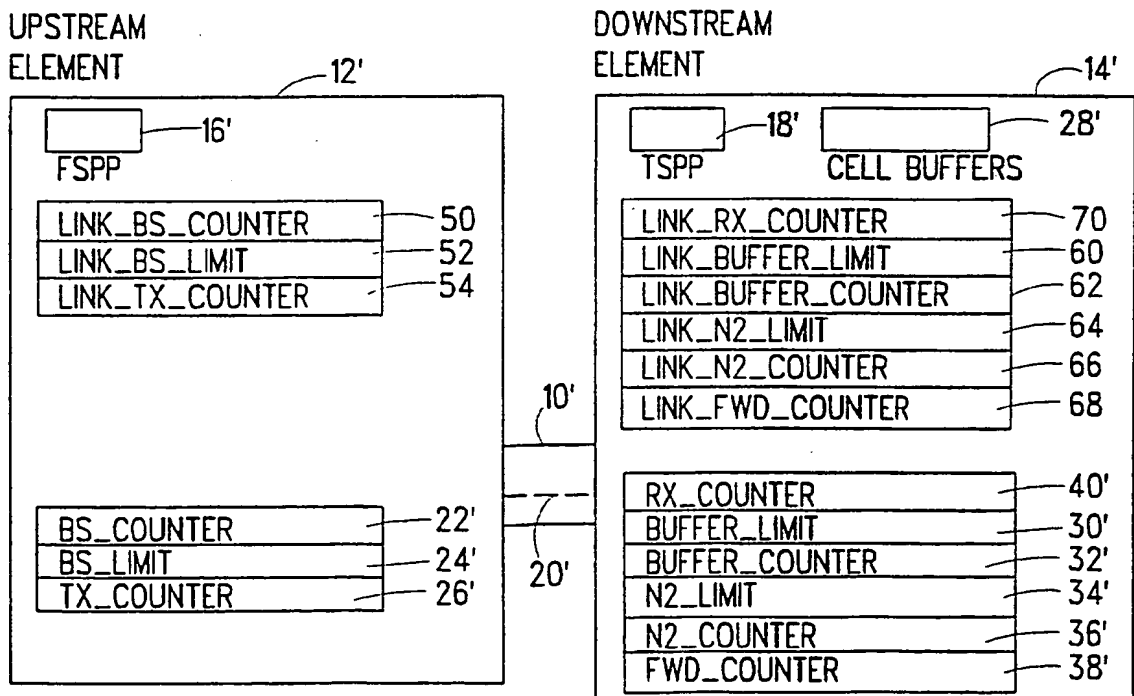 UPSTREAM
ELEMENT
12'
16'
FSPP
LINK_BS_COUNTER 50
LINK_BS_LIMIT 52
LINK_TX_COUNTER 54
BS_COUNTER 22'
BS_LIMIT 24'
TX_COUNTER 26'
10'
20'
DOWNSTREAM
ELEMENT
14'
18' 28'
TSPP CELL BUFFERS
LINK_RX_COUNTER 70
LINK_BUFFER_LIMIT 60
LINK_BUFFER_COUNTER 62
LINK_N2_LIMIT 64
LINK_N2_COUNTER 66
LINK_FWD_COUNTER 68
RX_COUNTER 40'
BUFFER_LIMIT 30'
BUFFER_COUNTER 32'
N2_LIMIT 34'
N2_COUNTER 36'
FWD_COUNTER 38'